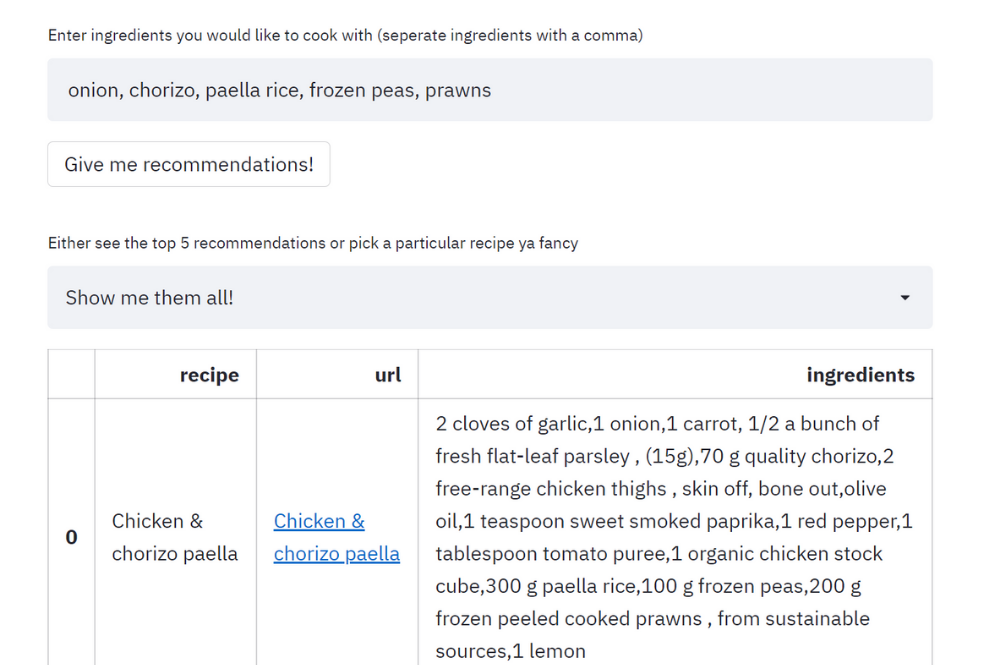 Enter ingredients you would like to cook with (seperate ingredients with a comma)
onion, chorizo, paella rice, frozen peas, prawns
Give me recommendations!
Either see the top 5 recommendations or pick a particular recipe ya fancy
Show me them all!
recipe url ingredients
0
Chicken &
chorizo paella
Chicken &
chorizo paella
2 cloves of garlic,1 onion,1 carrot, 1/2 a bunch of
fresh flat-leaf parsley , (15g),70 g quality chorizo,2
free-range chicken thighs , skin off, bone out,olive
oil,1 teaspoon sweet smoked paprika,1 red pepper,1
tablespoon tomato puree,1 organic chicken stock
cube,300 g paella rice,100 g frozen peas,200 g
frozen peeled cooked prawns , from sustainable
sources,1 lemon